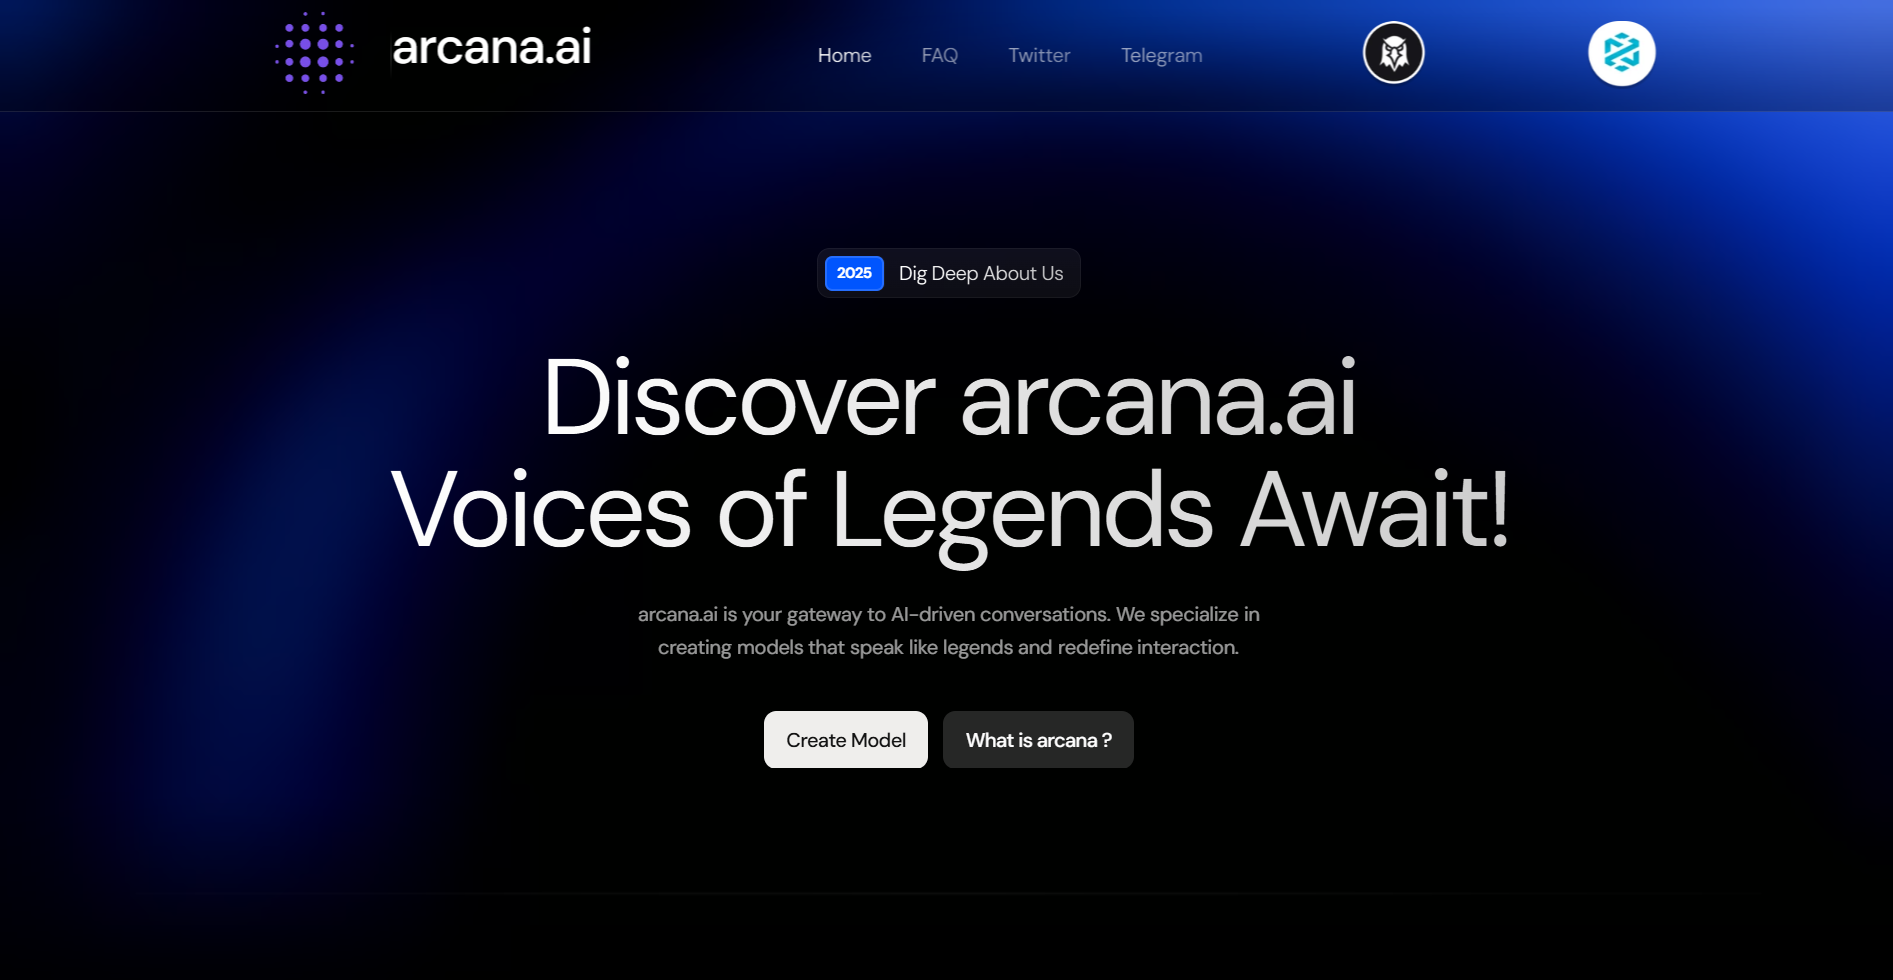 arcana.ai
Home FAQ Twitter Telegram
2025 Dig Deep About Us
Discover arcana.ai
Voices of Legends Await!
arcana.ai is your gateway to AI-driven conversations. We specialize in
creating models that speak like legends and redefine interaction.
Create Model What is arcana ?